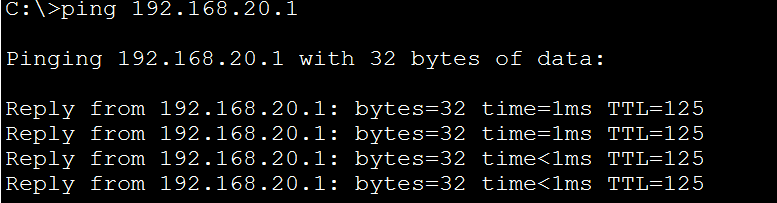 C:\>ping 192.168.20.1
Pinging 192.168.20.1 with 32 bytes of data:
Reply from 192.168.20.1: bytes=32 time=1ms TTL=125
Reply from 192.168.20.1: bytes=32 time=1ms TTL=125
Reply from 192.168.20.1: bytes=32 time<1ms TTL=125
Reply from 192.168.20.1: bytes=32 time<1ms TTL=125